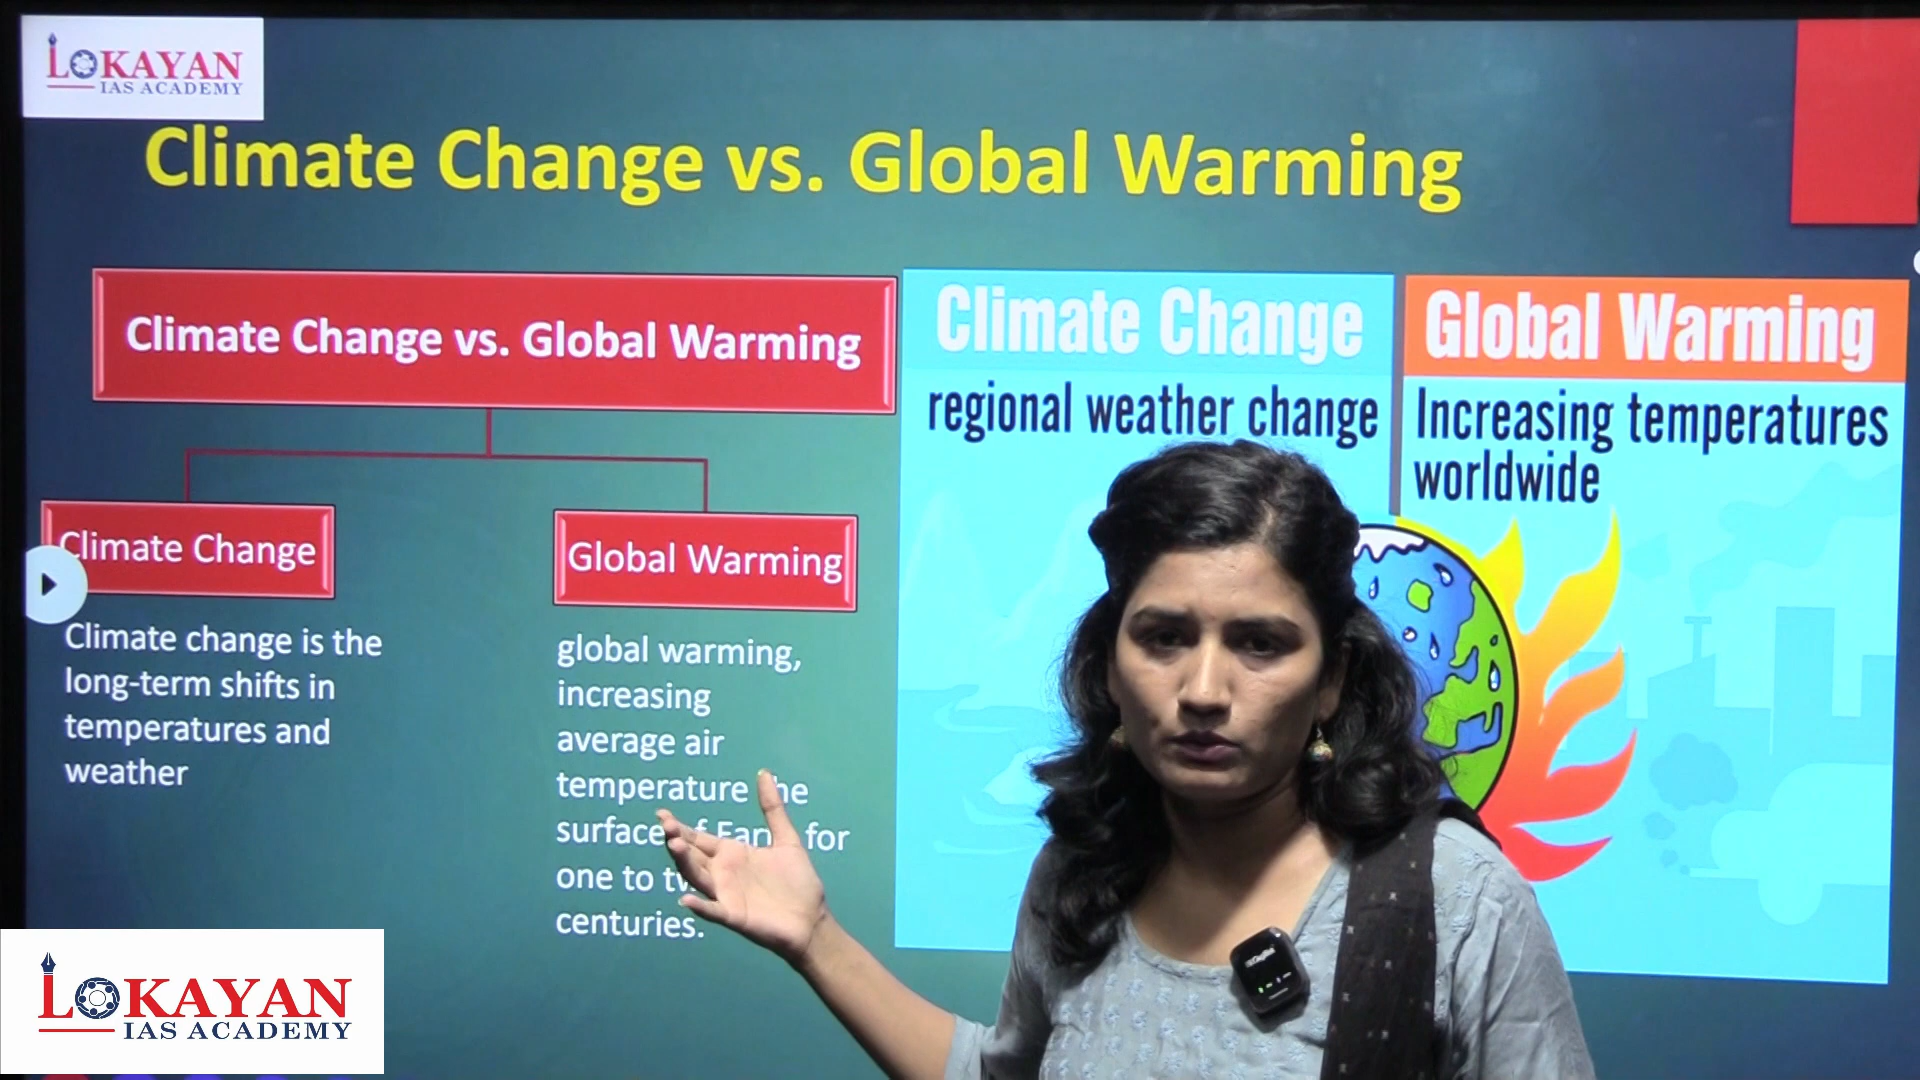 LOKAYAN
IAS ACADEMY
Climate Change vs. Global Warming
Climate Change vs. Global Warming
Climate Change
Climate change is the
long-term shifts in
temperatures and
weather
Global Warming
global warming,
increasing
average air
temperature
surface for
one to
centuries.
Climate Change
regional weather change
Global Warming
Increasing temperatures
worldwide
LOKAYAN
IAS ACADEMY